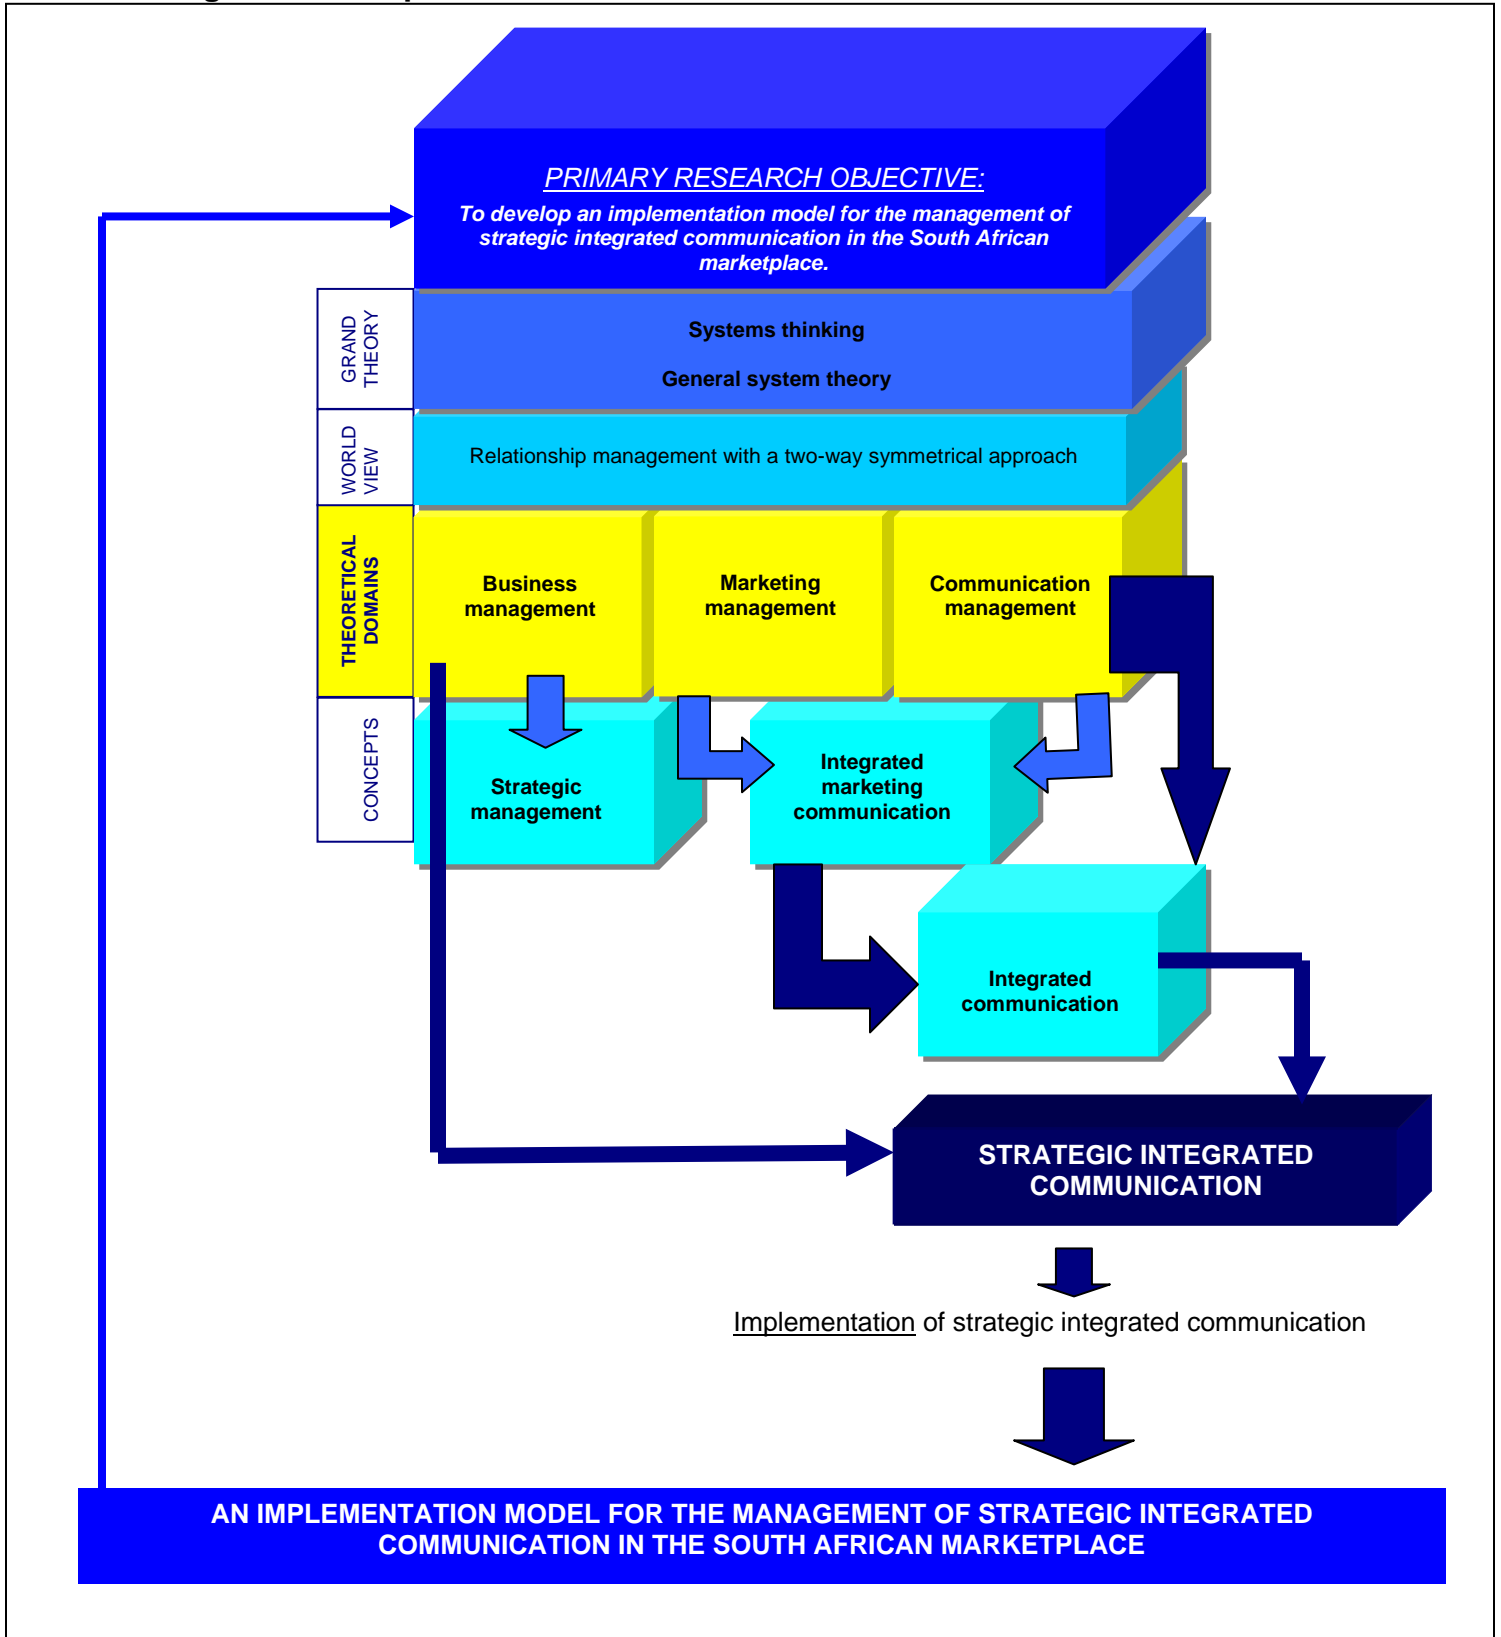 PRIMARY RESEARCH OBJECTIVE:
To develop an implementation model for the management of
strategic integrated communication in the South African
marketplace.
GRAND
THEORY
Systems thinking
General system theory
WORLD
VIEW
Relationship management with a two-way symmetrical approach
THEORETICAL
DOMAINS
Business
management
Marketing
management
Communication
management
CONCEPTS
Strategic
management
Integrated
marketing
communication
Integrated
communication
STRATEGIC INTEGRATED
COMMUNICATION
Implementation of strategic integrated communication
AN IMPLEMENTATION MODEL FOR THE MANAGEMENT OF STRATEGIC INTEGRATED
COMMUNICATION IN THE SOUTH AFRICAN MARKETPLACE